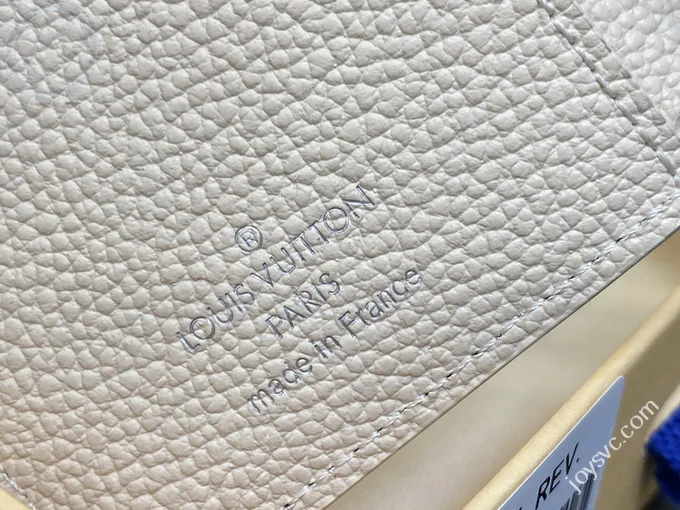 ®
LOUIS VUITTON
PARIS
made in France
REV.
joysvc.com